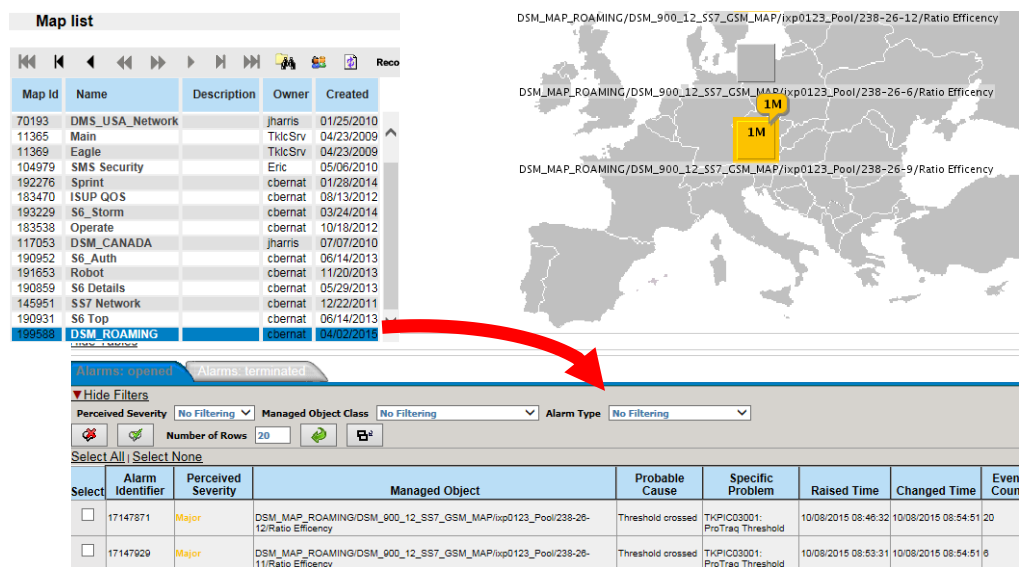 Map list
Reco
Map Id Name Description Owner Created
70193 DMS_USA_Network jharris 01/25/2010
11365 Main TklcSrv 04/23/2009
11369 Eagle TklcSrv 04/23/2009
104979 SMS Security Eric 05/06/2010
192276 Sprint cbernat 01/28/2014
183470 ISUP QOS cbernat 08/13/2012
193229 S6_Storm cbernat 03/24/2014
183538 Operate cbernat 10/18/2012
117053 DSM_CANADA jharris 07/07/2010
190952 S6_Auth cbernat 06/14/2013
191653 Robot cbernat 11/20/2013
190859 S6 Details cbernat 05/29/2013
145951 SS7 Network cbernat 12/22/2011
190931 S6 Top cbernat 06/14/2013
199588 DSM_ROAMING cbernat 04/02/2015
DSM_MAP_ROAMING/DSM_900_12_SS7_GSM_MAP/ixp0123_Pool/238-26-12/Ratio Efficency
DSM_MAP_ROAMING/DSM_900_12_SS7_GSM_MAP/ixp0123_Pool/238-26-6/Ratio Efficency
1M
1M
DSM_MAP_ROAMING/DSM_900_12_SS7_GSM_MAP/ixp0123_Pool/238-26-9/Ratio Efficency
Hide Tables
Alarms: opened Alarms: terminated
Hide Filters
Perceived Severity No Filtering Managed Object Class No Filtering Alarm Type No Filtering
Number of Rows 20
Select All | Select None
Select Alarm Identifier Perceived Severity Managed Object Probable Cause Specific Problem Raised Time Changed Time Even Coun
17147871 Major DSM_MAP_ROAMING/DSM_900_12_SS7_GSM_MAP/ixp0123_Pool/238-26- Threshold crossed TKPIC03001: 10/08/2015 08:46:32 10/08/2015 08:54:51 20
12/Ratio Efficency ProTraq Threshold
17147929 Major DSM_MAP_ROAMING/DSM_900_12_SS7_GSM_MAP/ixp0123_Pool/238-26- Threshold crossed TKPIC03001: 10/08/2015 08:53:31 10/08/2015 08:54:51 6
11/Ratio Efficency ProTraq Threshold